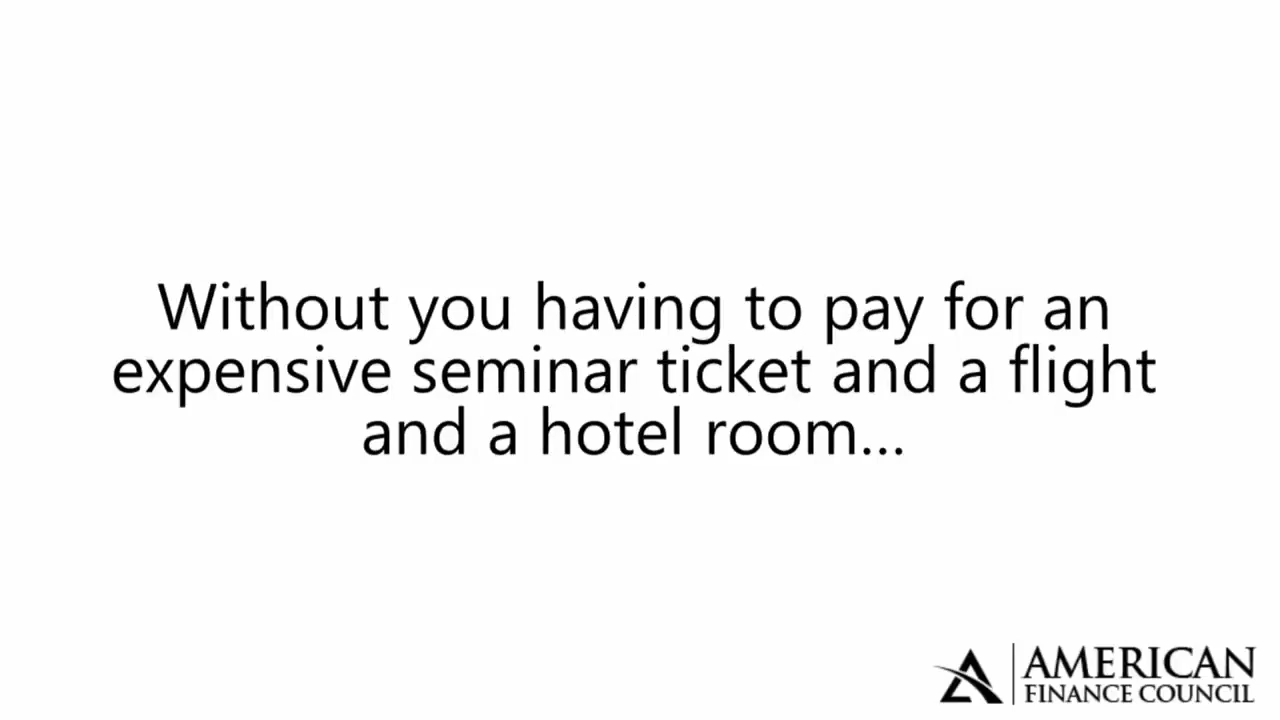 Without you having to pay for an
expensive seminar ticket and a flight
and a hotel room...
AMERICAN
FINANCE COUNCIL